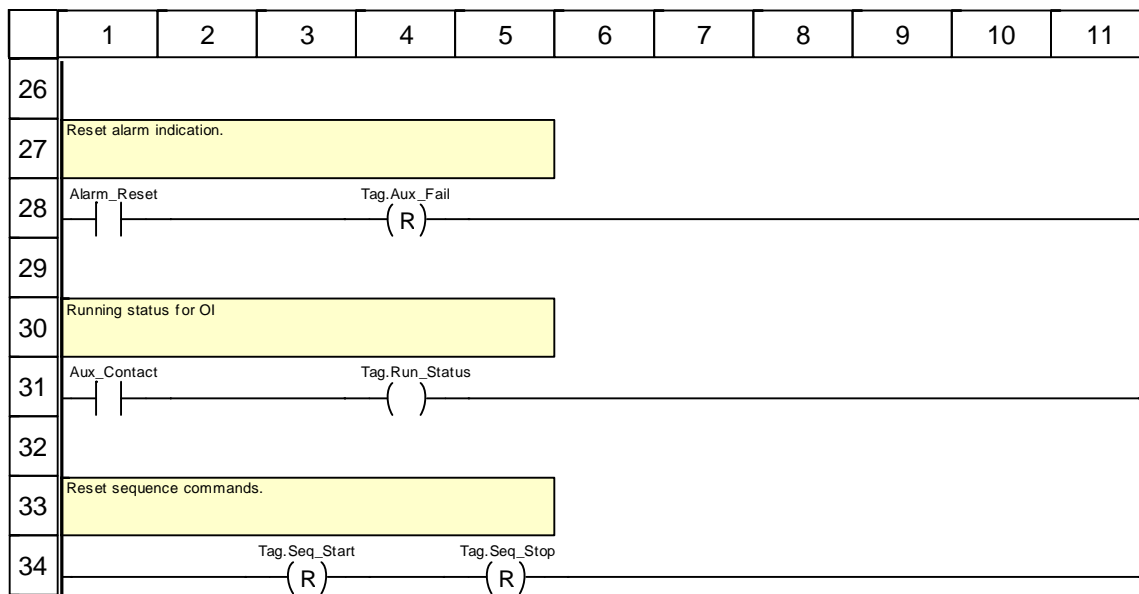 1 2 3 4 5 6 7 8 9 10 11
26
27 Reset alarm indication.
Alarm_Reset Tag.Aux_Fail
28 R
29
30 Running status for OI
Aux_Contact Tag.Run_Status
31
32
33 Reset sequence commands.
Tag.Seq_Start Tag.Seq_Stop
34 R R